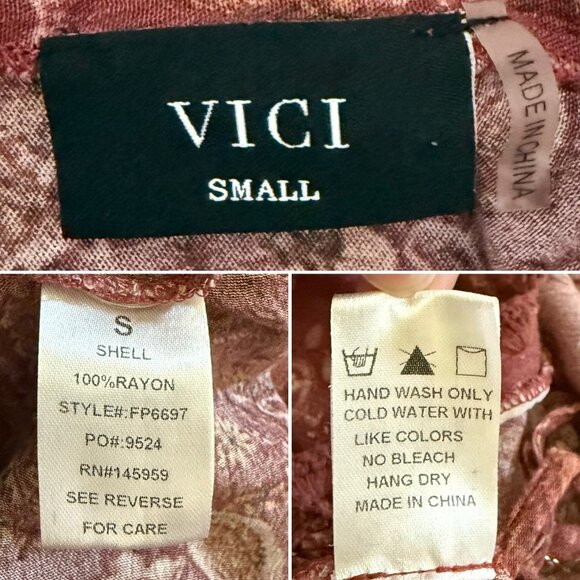 VICI
SMALL
MADE IN CHINA
S
SHELL
100%RAYON
STYLE#:FP6697
PO#:9524
RN#145959
SEE REVERSE
FOR CARE
HAND WASH ONLY
COLD WATER WITH
LIKE COLORS
NO BLEACH
HANG DRY
MADE IN CHINA